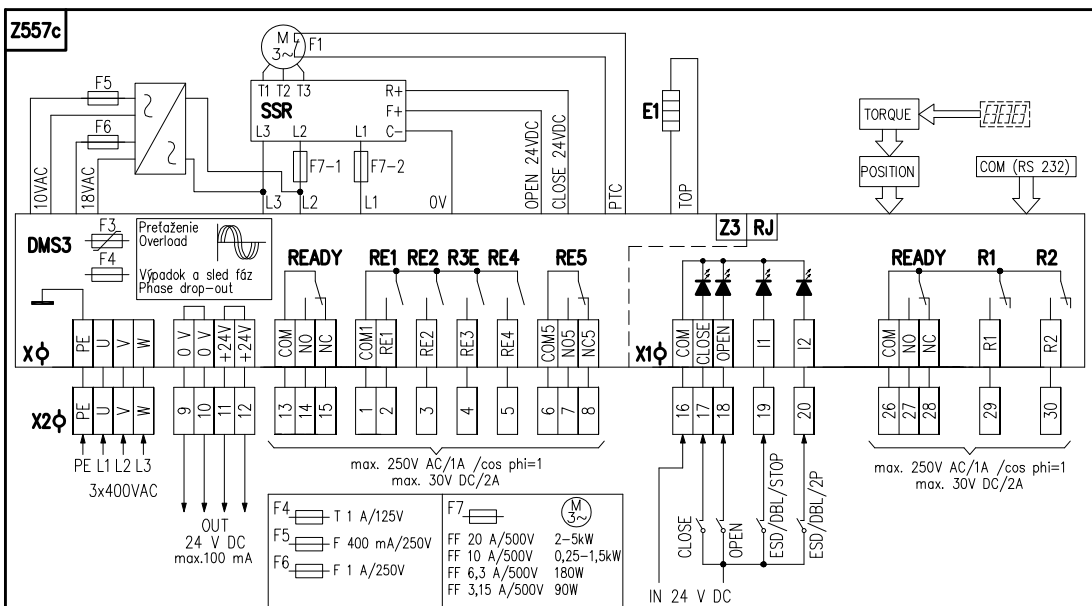 Z557c
M
3~
F1
F5
T1 T2 T3
SSR
R+
F+
C-
L3 L2 L1
F6
E1
TORQUE
POSITION
COM (RS 232)
F7-1
F7-2
10VAC
18VAC
L3 L2 L1 0V
OPEN 24VDC
CLOSE 24VDC
PTC
TOP
DMS3
F3
F4
Preťaženie
Overload
Výpadok a sled fáz
Phase drop-out
Z3 RJ
READY RE1 RE2 R3E RE4 RE5
READY R1 R2
X PE U V W 0 V 0 V +24V +24V COM NO NC COM1 RE1 RE2 RE3 RE4 COM5 NO5 NC5
X1 COM CLOSE OPEN I1 I2 COM NO NC R1 R2
X2 PE U V W 9 10 11 12 13 14 15 1 2 3 4 5 6 7 8 16 17 18 19 20 26 27 28 29 30
PE L1 L2 L3
3x400VAC
OUT
24 V DC
max.100 mA
max. 250V AC/1A /cos phi=1
max. 30V DC/2A
max. 250V AC/1A /cos phi=1
max. 30V DC/2A
CLOSE
OPEN
ESD/DBL/STOP
ESD/DBL/2P
IN 24 V DC
F4 T 1 A/125V
F5 F 400 mA/250V
F6 F 1 A/250V
F7 M
3~
FF 20 A/500V 2-5kW
FF 10 A/500V 0,25-1,5kW
FF 6,3 A/500V 180W
FF 3,15 A/500V 90W